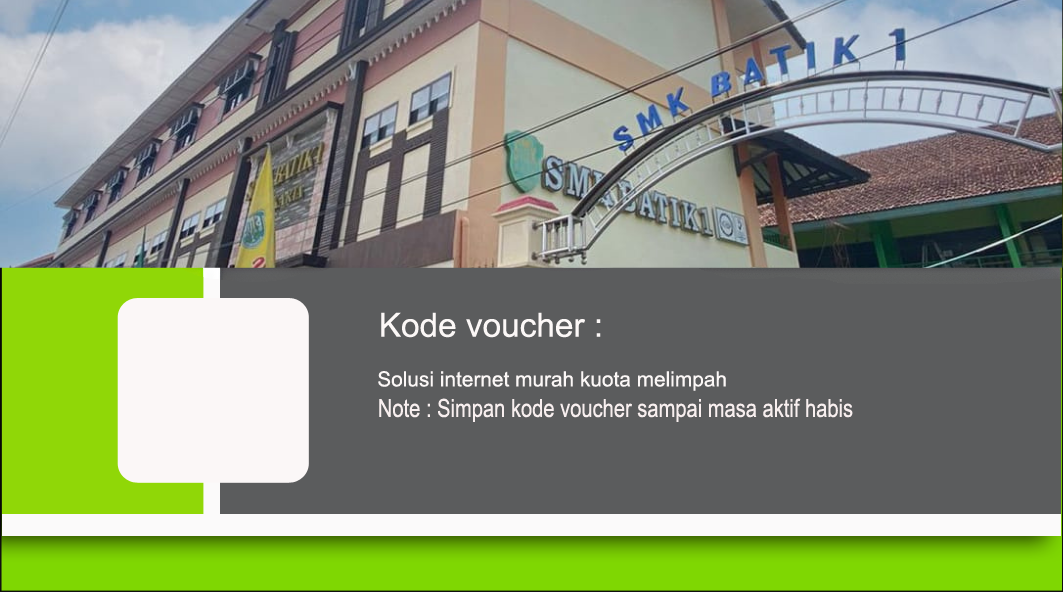 SMK BATIK 1
SMK BATIK 1
Kode voucher :
Solusi internet murah kuota melimpah
Note : Simpan kode voucher sampai masa aktif habis